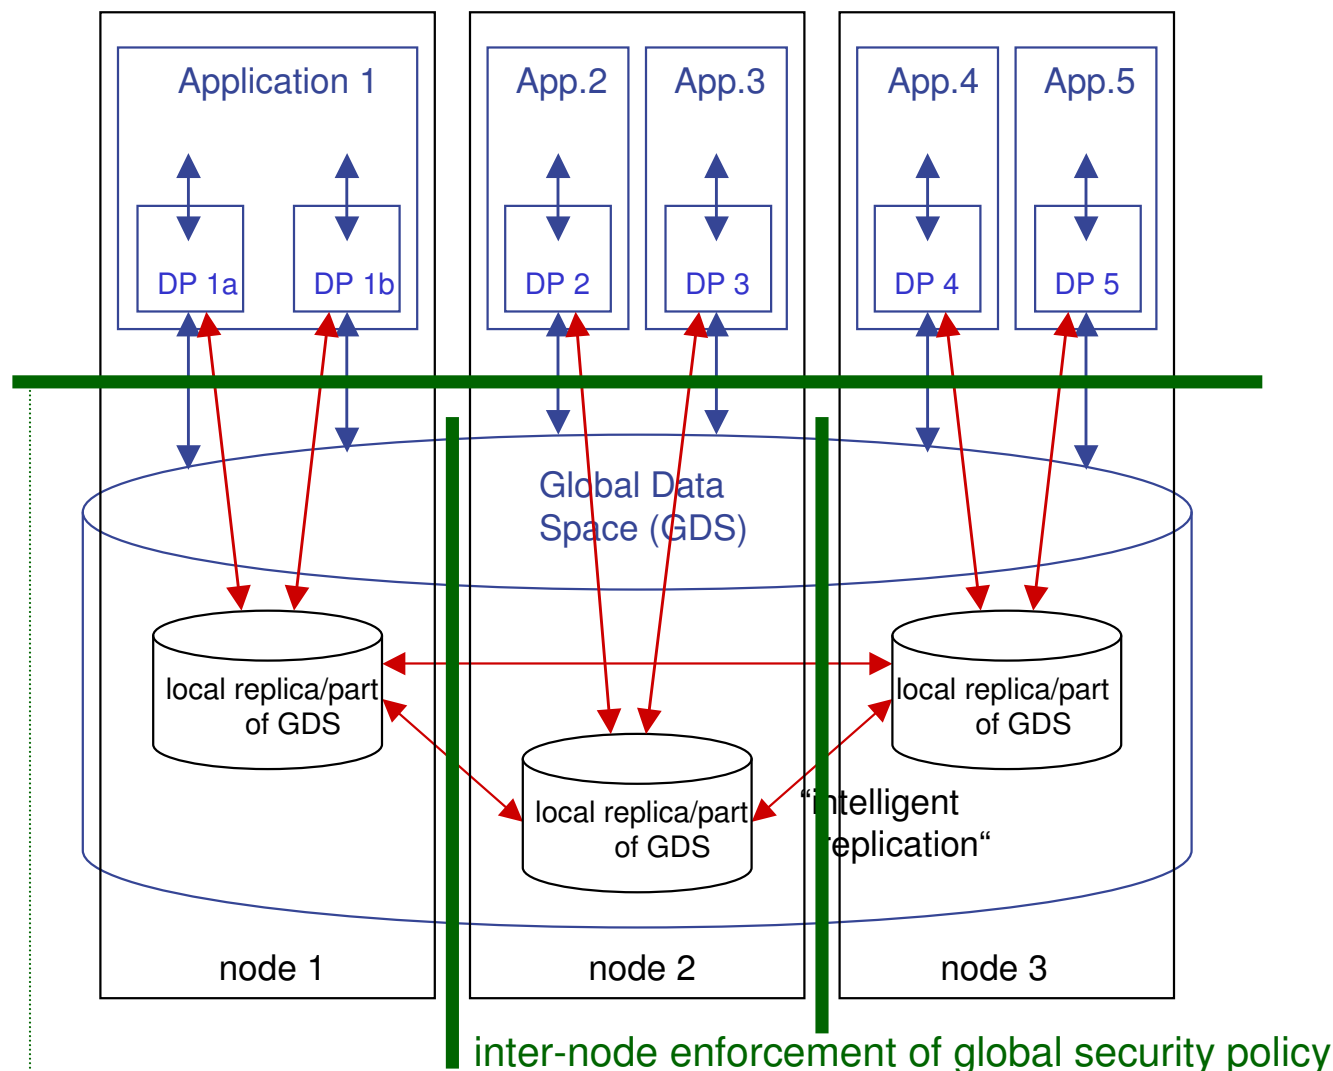 Application 1
App.2
App.3
App.4
App.5
DP 1a
DP 1b
DP 2
DP 3
DP 4
DP 5
Global Data
Space (GDS)
local replica/part
of GDS
local replica/part
of GDS
local replica/part
of GDS
“intelligent
replication“
node 1
node 2
node 3
inter-node enforcement of global security policy